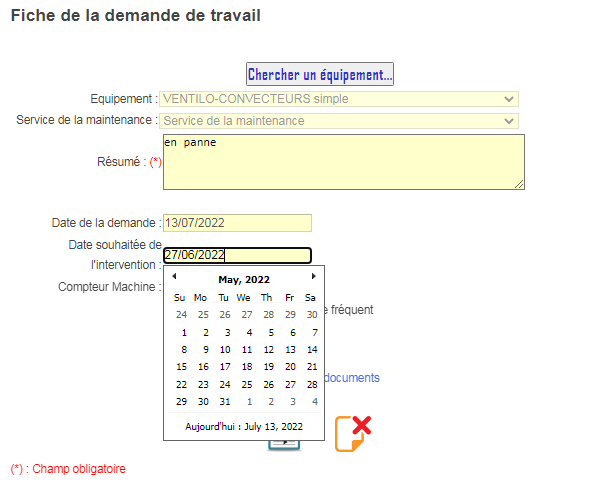 Fiche de la demande de travail
Chercher un équipement...
Equipement : VENTILO-CONVECTEURS simple
Service de la maintenance : Service de la maintenance
Résumé : (*) en panne
Date de la demande : 13/07/2022
Date souhaitée de
l'intervention : 27/06/2022
Compteur Machine :
May, 2022
Su Mo Tu We Th Fr Sa
24 25 26 27 28 29 30
e fréquent
1 2 3 4 5 6 7
8 9 10 11 12 13 14
15 16 17 18 19 20 21
documents
22 23 24 25 26 27 28
29 30 31 1 2 3 4
Aujourd'hui : July 13, 2022
(*) : Champ obligatoire